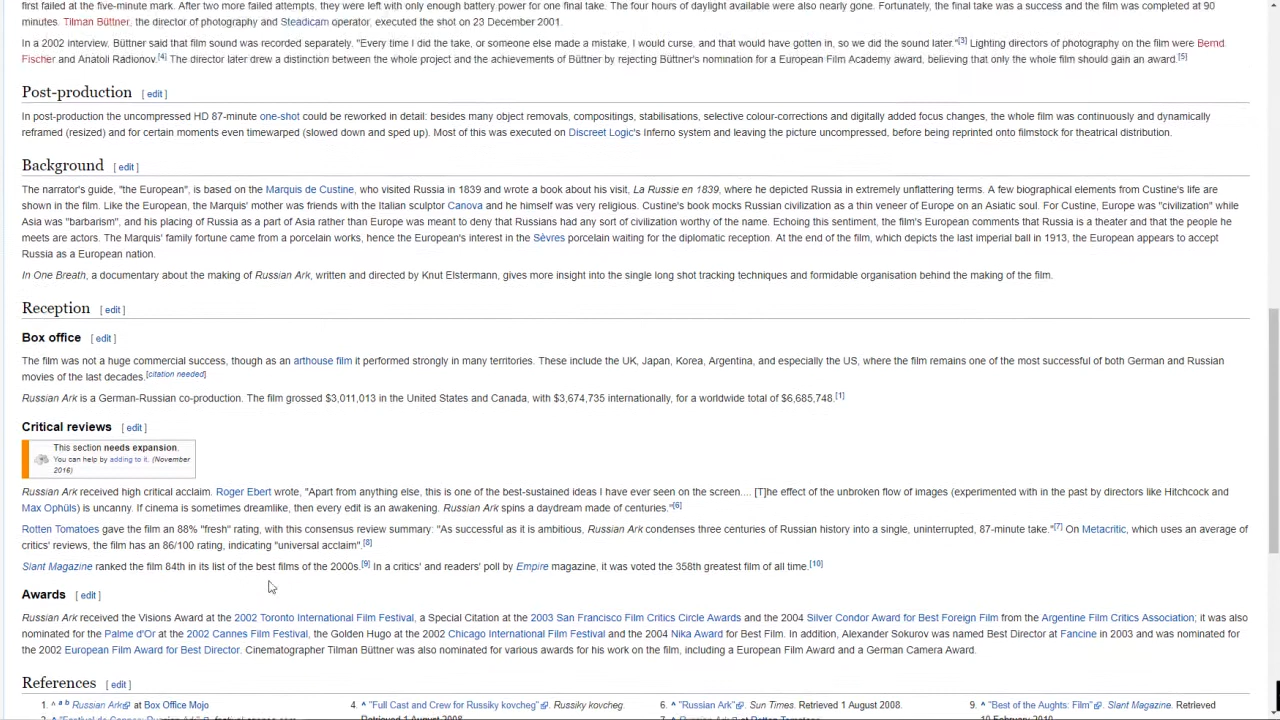 first failed at the five-minute mark. After two more failed attempts, they were left with only enough battery power for one final take. The four hours of daylight available were also nearly gone. Fortunately, the final take was a success and the film was completed at 90
minutes. Tilman Büttner, the director of photography and Steadicam operator, executed the shot on 23 December 2001.
In a 2002 interview. Büttner said that film sound was recorded separately. "Every time I did the take, or someone else made a mistake, I would curse, and that would have gotten in, so we did the sound later."[3] Lighting directors of photography on the film were Bernd
Fischer and Anatoli Radionov.[4] The director later drew a distinction between the whole project and the achievements of Büttner by rejecting Büttner's nomination for a European Film Academy award, believing that only the whole film should gain an award.[5]
Post-production [ edit ]
In post-production the uncompressed HD 87-minute one-shot could be reworked in detail: besides many object removals, compositings, stabilisations, selective colour-corrections and digitally added focus changes, the whole film was continuously and dynamically
reframed (resized) and for certain moments even timewarped (slowed down and sped up). Most of this was executed on Discreet Logic's Inferno system and leaving the picture uncompressed, before being reprinted onto filmstock for theatrical distribution.
Background [ edit ]
The narrator's guide, "the European", is based on the Marquis de Custine, who visited Russia in 1839 and wrote a book about his visit, La Russie en 1839, where he depicted Russia in extremely unflattering terms. A few biographical elements from Custine's life are
shown in the film. Like the European, the Marquis' mother was friends with the Italian sculptor Canova and he himself was very religious. Custine's book mocks Russian civilization as a thin veneer of Europe on an Asiatic soul. For Custine, Europe was "civilization" while
Asia was "barbarism", and his placing of Russia as a part of Asia rather than Europe was meant to deny that Russians had any sort of civilization worthy of the name. Echoing this sentiment, the film's European comments that Russia is a theater and that the people he
meets are actors. The Marquis' family fortune came from a porcelain works, hence the European's interest in the Sèvres porcelain waiting for the diplomatic reception. At the end of the film, which depicts the last imperial ball in 1913, the European appears to accept
Russia as a European nation.
In One Breath, a documentary about the making of Russian Ark, written and directed by Knut Elstermann, gives more insight into the single long shot tracking techniques and formidable organisation behind the making of the film.
Reception [ edit ]
Box office [ edit ]
The film was not a huge commercial success, though as an arthouse film it performed strongly in many territories. These include the UK, Japan, Korea, Argentina, and especially the US, where the film remains one of the most successful of both German and Russian
movies of the last decades.[citation needed]
Russian Ark is a German-Russian co-production. The film grossed $3,011,013 in the United States and Canada, with $3,674,735 internationally, for a worldwide total of $6,685,748.[1]
Critical reviews [ edit ]
This section needs expansion.
You can help by adding to it. (November
2016)
Russian Ark received high critical acclaim. Roger Ebert wrote, "Apart from anything else, this is one of the best-sustained ideas I have ever seen on the screen.... [T]he effect of the unbroken flow of images (experimented with in the past by directors like Hitchcock and
Max Ophüls) is uncanny. If cinema is sometimes dreamlike, then every edit is an awakening. Russian Ark spins a daydream made of centuries."[6]
Rotten Tomatoes gave the film an 88% "fresh" rating, with this consensus review summary: "As successful as it is ambitious, Russian Ark condenses three centuries of Russian history into a single, uninterrupted, 87-minute take."[7] On Metacritic, which uses an average of
critics' reviews, the film has an 86/100 rating, indicating "universal acclaim".[8]
Slant Magazine ranked the film 84th in its list of the best films of the 2000s.[9] In a critics' and readers' poll by Empire magazine, it was voted the 358th greatest film of all time.[10]
Awards [ edit ]
Russian Ark received the Visions Award at the 2002 Toronto International Film Festival, a Special Citation at the 2003 San Francisco Film Critics Circle Awards and the 2004 Silver Condor Award for Best Foreign Film from the Argentine Film Critics Association; it was also
nominated for the Palme d'Or at the 2002 Cannes Film Festival, the Golden Hugo at the 2002 Chicago International Film Festival and the 2004 Nika Award for Best Film. In addition, Alexander Sokurov was named Best Director at Fancine in 2003 and was nominated for
the 2002 European Film Award for Best Director. Cinematographer Tilman Büttner was also nominated for various awards for his work on the film, including a European Film Award and a German Camera Award.
References [ edit ]
1. ^ a b Russian Ark at Box Office Mojo
4. ^ "Full Cast and Crew for Russiky kovcheg". Russiky kovcheg.
Retrieved 1 August 2008.
6. ^ "Russian Ark". Sun Times. Retrieved 1 August 2008.
9. ^ "Best of the Aughts: Film". Slant Magazine. Retrieved
10 February 2010.